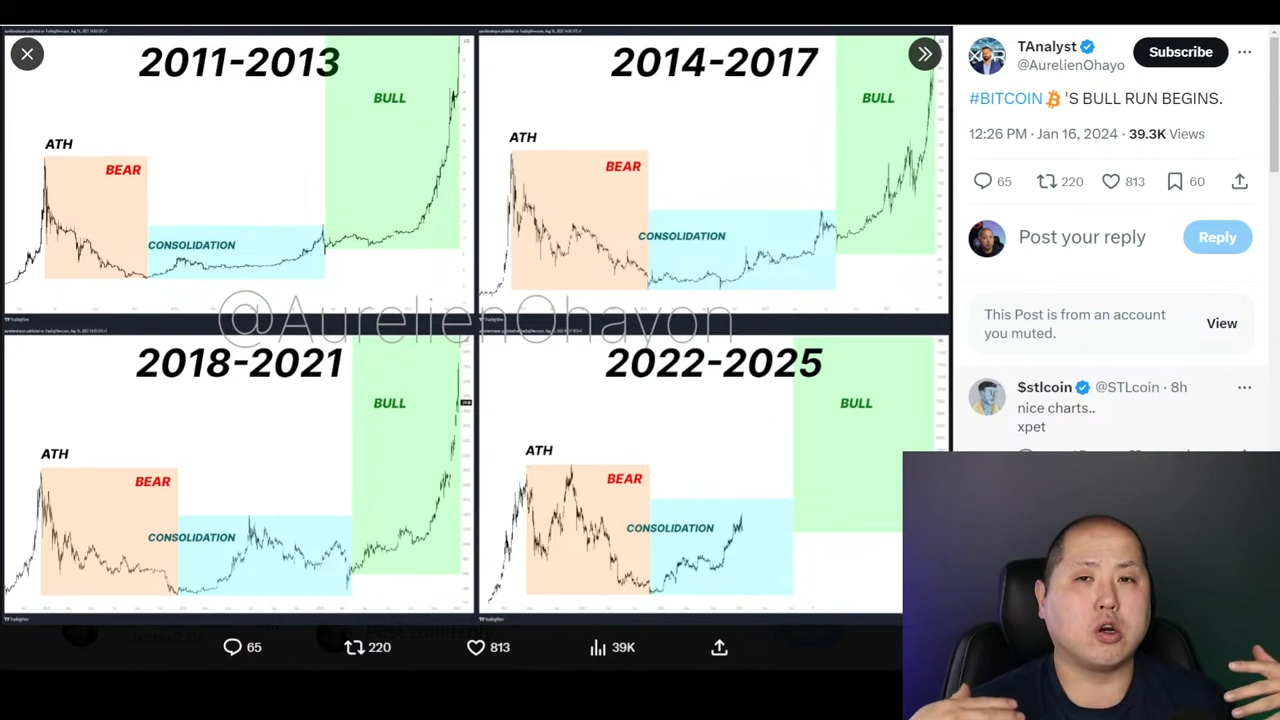 2011-2013
BULL
ATH
BEAR
CONSOLIDATION
2014-2017
BULL
ATH
BEAR
CONSOLIDATION
@AurelienOhayon
2018-2021
BULL
ATH
BEAR
CONSOLIDATION
2022-2025
BULL
ATH
BEAR
CONSOLIDATION
TradingView
TradingView
65
220
813
39K
TAnalyst
@AurelienOhayo
Subscribe
#BITCOIN 'S BULL RUN BEGINS.
12:26 PM · Jan 16, 2024 · 39.3K Views
65
220
813
60
Post your reply
Reply
This Post is from an account
you muted.
View
$stlcoin @STLcoin · 8h
nice charts..
xpet